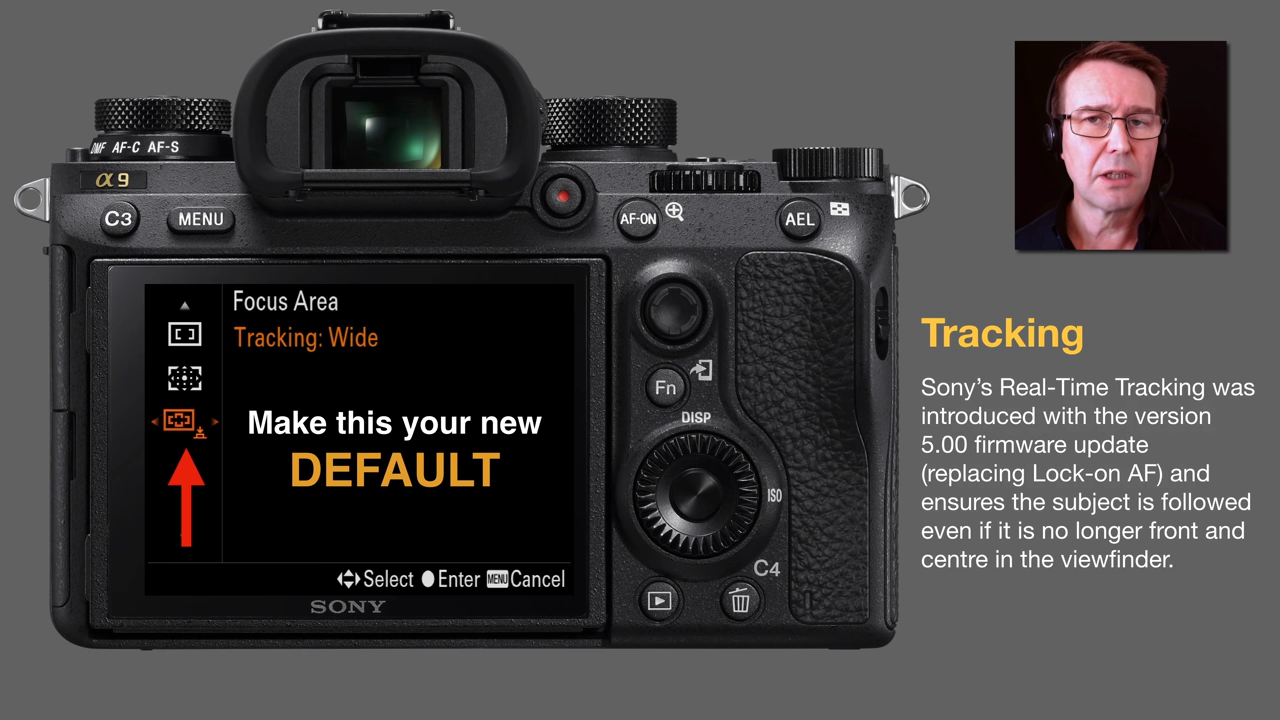 DMF AF-C AF-S
α9
C3
MENU
AF-ON
AEL
Focus Area
Tracking: Wide
Make this your new
DEFAULT
Select Enter MENU Cancel
SONY
Fn
DISP
ISO
C4
Tracking
Sony’s Real-Time Tracking was
introduced with the version
5.00 firmware update
(replacing Lock-on AF) and
ensures the subject is followed
even if it is no longer front and
centre in the viewfinder.